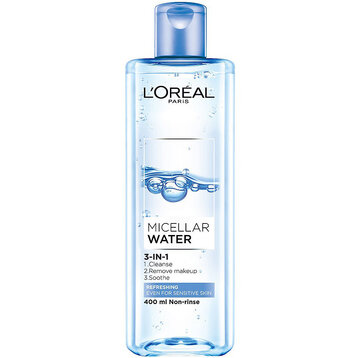 L'ORÉAL
PARIS
MICELLAR
WATER
3-IN-1
1.Cleanse
2.Remove makeup
3.Soothe
REFRESHING
EVEN FOR SENSITIVE SKIN
400 ml Non-rinse